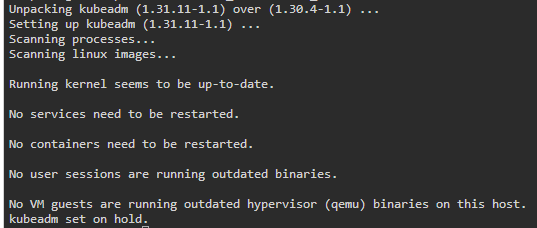 Unpacking kubeadm (1.31.11-1.1) over (1.30.4-1.1) ...
Setting up kubeadm (1.31.11-1.1) ...
Scanning processes...
Scanning linux images...
Running kernel seems to be up-to-date.
No services need to be restarted.
No containers need to be restarted.
No user sessions are running outdated binaries.
No VM guests are running outdated hypervisor (qemu) binaries on this host.
kubeadm set on hold.